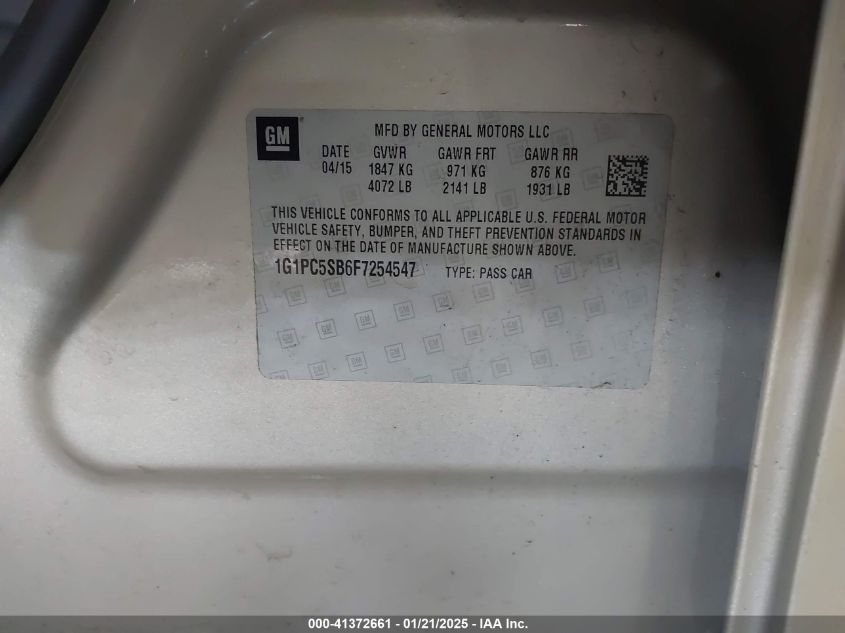 GM
MFD BY GENERAL MOTORS LLC
DATE GVWR GAWR FRT GAWR RR
04/15 1847 KG 971 KG 876 KG
4072 LB 2141 LB 1931 LB
THIS VEHICLE CONFORMS TO ALL APPLICABLE U.S. FEDERAL MOTOR
VEHICLE SAFETY, BUMPER, AND THEFT PREVENTION STANDARDS IN
EFFECT ON THE DATE OF MANUFACTURE SHOWN ABOVE.
1G1PC5SB6F7254547 TYPE: PASS CAR
000-41372661 - 01/21/2025 - IAA Inc.